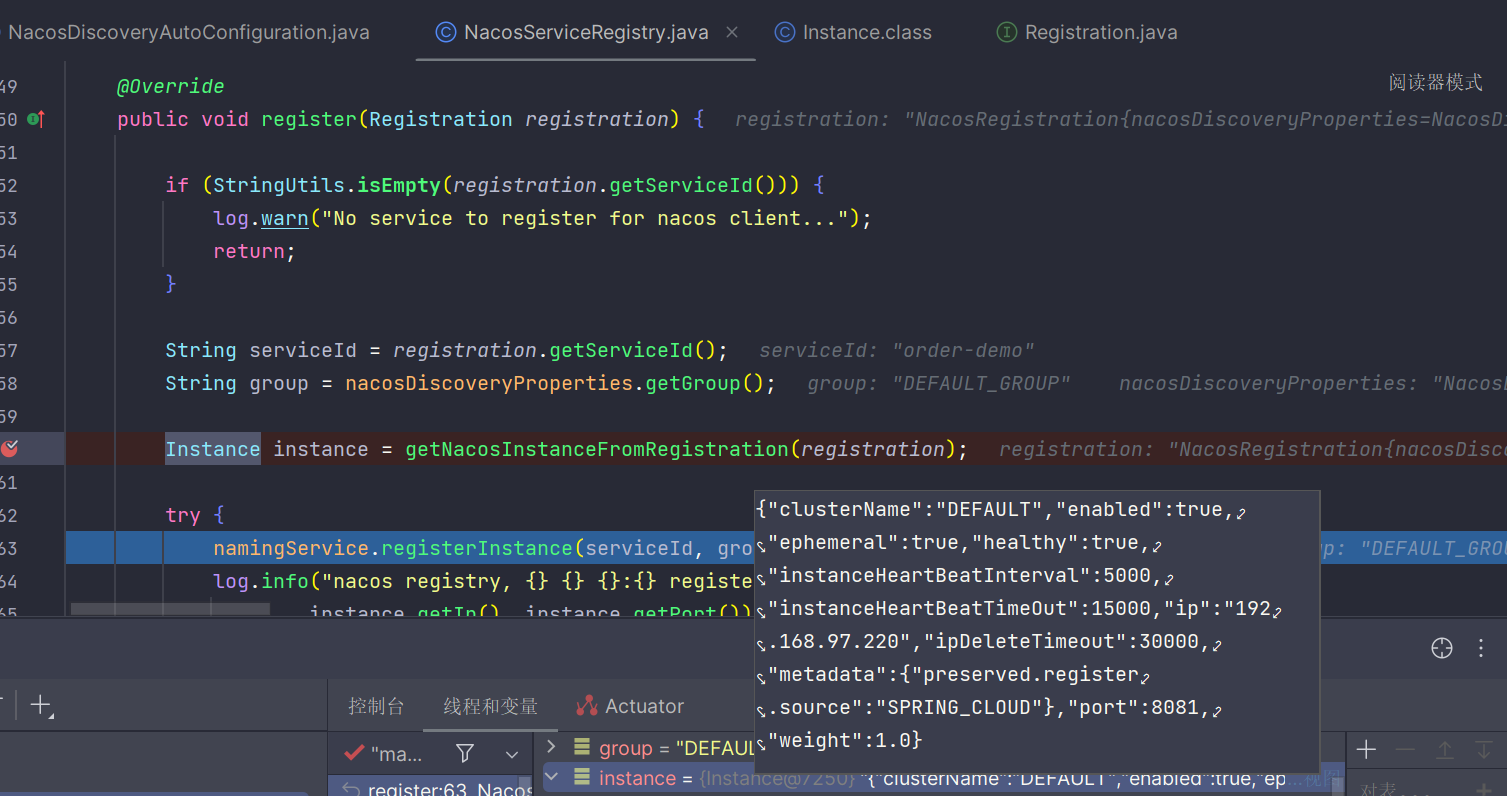 NacosDiscoveryAutoConfiguration.java NacosServiceRegistry.java Instance.class Registration.java
49 @Override 阅读器模式
50 public void register(Registration registration) { registration: "NacosRegistration{nacosDiscoveryProperties=NacosDi
51
52 if (StringUtils.isEmpty(registration.getServiceId())) {
53 log.warn("No service to register for nacos client...");
54 return;
55 }
56
57 String serviceId = registration.getServiceId(); serviceId: "order-demo"
58 String group = nacosDiscoveryProperties.getGroup(); group: "DEFAULT_GROUP" nacosDiscoveryProperties: "NacosD
59
Instance instance = getNacosInstanceFromRegistration(registration); registration: "NacosRegistration{nacosDisco
61
62 try {
63 namingService.registerInstance(serviceId, gro p: "DEFAULT_GROU
64 log.info("nacos registry, {} {} {}:{} registe
65 instance.getIp(), instance.getPort())
{"clusterName":"DEFAULT","enabled":true,
"ephemeral":true,"healthy":true,
"instanceHeartBeatInterval":5000,
"instanceHeartBeatTimeOut":15000,"ip":"192
.168.97.220","ipDeleteTimeout":30000,
"metadata":{"preserved.register
.source":"SPRING_CLOUD"},"port":8081,
"weight":1.0}
控制台 线程和变量 Actuator
"ma... group = "DEFAUL
instance = {Instance@7250} "{"clusterName":"DEFAULT","enabled":true,"ep ...视图
register:63, Nacos 对表...